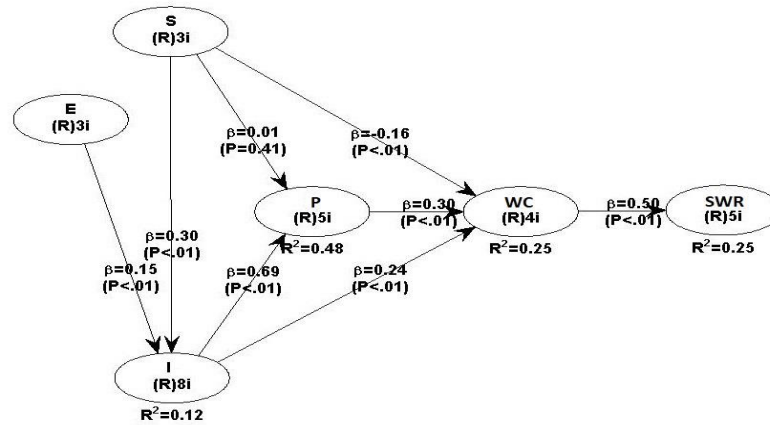 S
(R)3i
E
(R)3i
β=0.01
(P=0.41)
β=-0.16
(P<.01)
P
(R)5i
R²=0.48
β=0.30
(P<.01)
WC
(R)4i
R²=0.25
β=0.50
(P<.01)
SWR
(R)5i
R²=0.25
β=0.30
(P<.01)
β=0.15
(P<.01)
β=0.69
(P<.01)
β=0.24
(P<.01)
I
(R)8i
R²=0.12